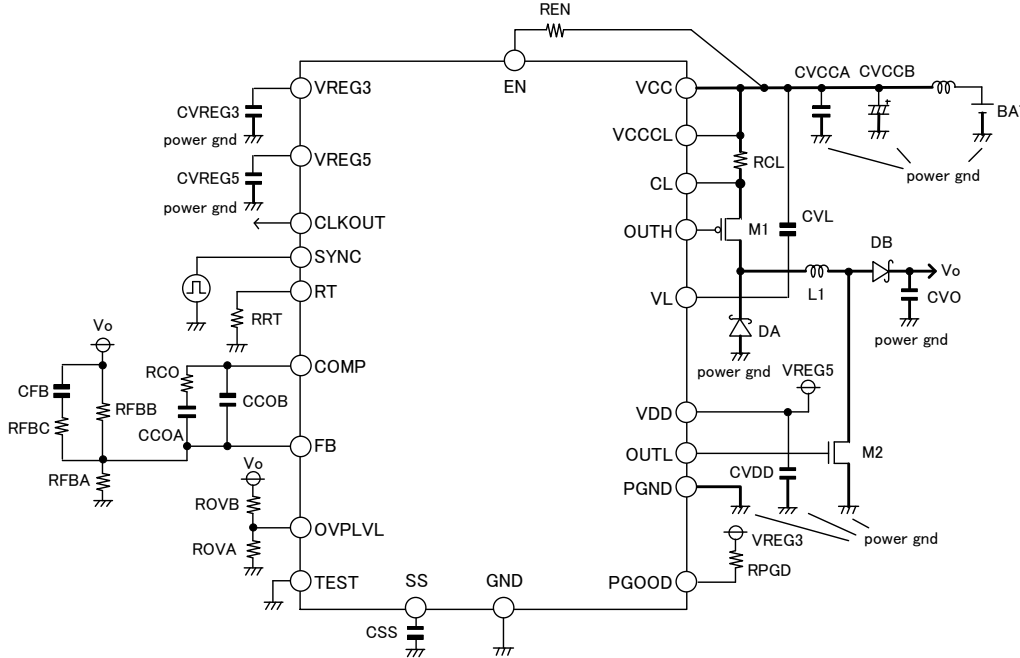 REN
EN
VREG3
CVREG3
power gnd
VREG5
CVREG5
power gnd
CLKOUT
SYNC
RT
RRT
Vo
COMP
RCO
CFB
RFBB
CCOB
RFBC
CCOA
FB
RFBA
Vo
ROVB
OVPLVL
ROVA
TEST
SS
GND
CSS
VCC
CVCCA
CVCCB
BAT
VCCCL
RCL
power gnd
CL
OUTH
M1
CVL
DB
Vo
VL
L1
CVO
DA
power gnd
power gnd
VREG5
VDD
OUTL
M2
CVDD
PGND
power gnd
VREG3
RPGD
PGOOD